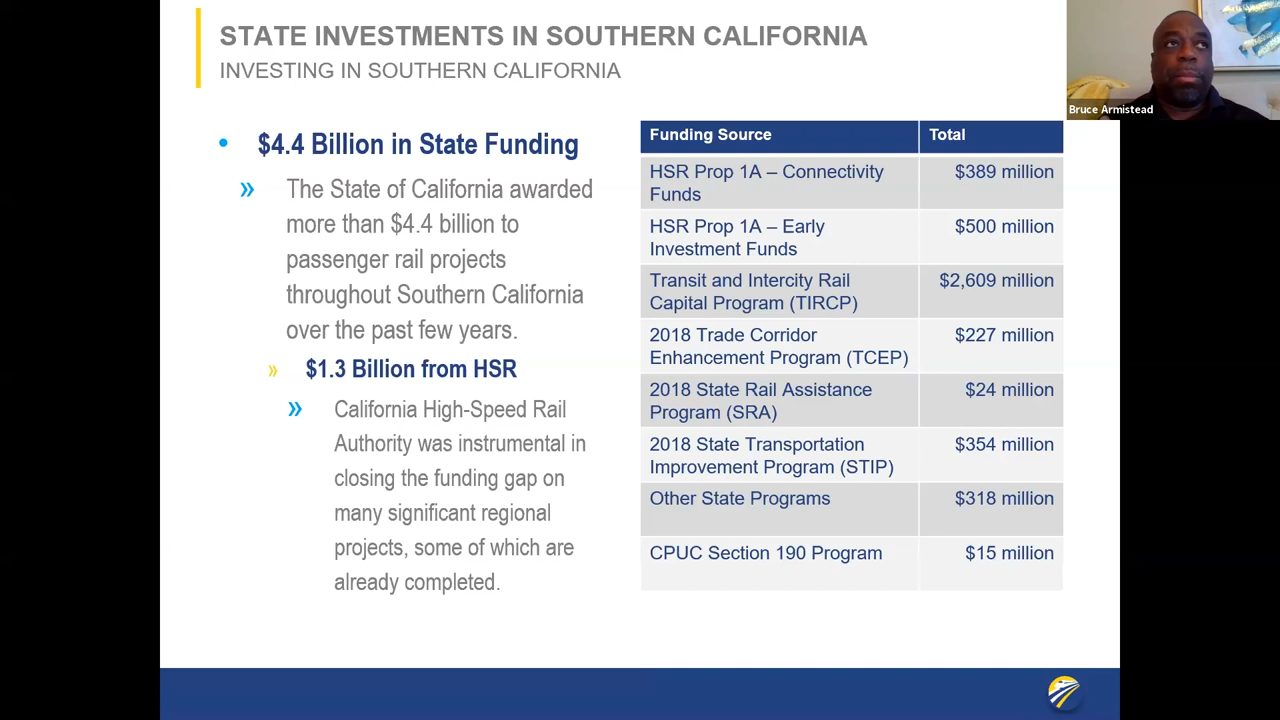 STATE INVESTMENTS IN SOUTHERN CALIFORNIA
INVESTING IN SOUTHERN CALIFORNIA
Bruce Armistead
• $4.4 Billion in State Funding
» The State of California awarded
more than $4.4 billion to
passenger rail projects
throughout Southern California
over the past few years.
» $1.3 Billion from HSR
» California High-Speed Rail
Authority was instrumental in
closing the funding gap on
many significant regional
projects, some of which are
already completed.
Funding Source Total
HSR Prop 1A – Connectivity $389 million
Funds
HSR Prop 1A – Early $500 million
Investment Funds
Transit and Intercity Rail $2,609 million
Capital Program (TIRCP)
2018 Trade Corridor $227 million
Enhancement Program (TCEP)
2018 State Rail Assistance $24 million
Program (SRA)
2018 State Transportation $354 million
Improvement Program (STIP)
Other State Programs $318 million
CPUC Section 190 Program $15 million